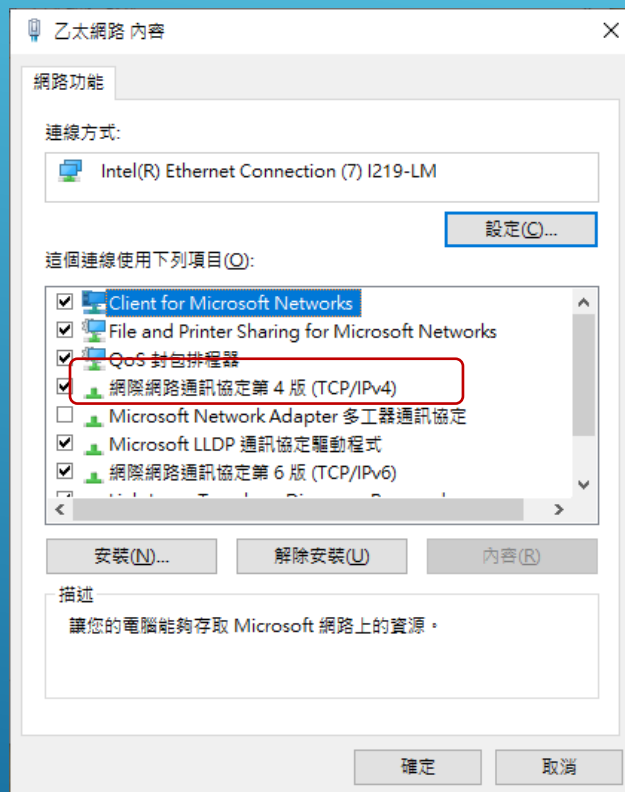 乙太網路 內容
網路功能
連線方式:
Intel(R) Ethernet Connection (7) I219-LM
設定(C)...
這個連線使用下列項目(O):
Client for Microsoft Networks
File and Printer Sharing for Microsoft Networks
QoS 封包排程器
網際網路通訊協定第 4 版 (TCP/IPv4)
Microsoft Network Adapter 多工器通訊協定
Microsoft LLDP 通訊協定驅動程式
網際網路通訊協定第 6 版 (TCP/IPv6)
安裝(N)...
解除安裝(U)
內容(R)
描述
讓您的電腦能夠存取 Microsoft 網路上的資源。
確定
取消